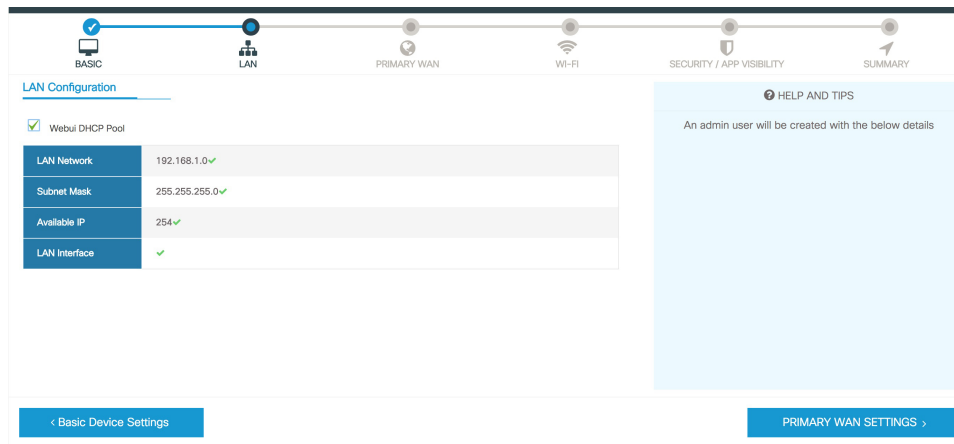 BASIC
LAN
PRIMARY WAN
WI-FI
SECURITY / APP VISIBILITY
SUMMARY
LAN Configuration
Webui DHCP Pool
LAN Network 192.168.1.0
Subnet Mask 255.255.255.0
Available IP 254
LAN Interface
HELP AND TIPS
An admin user will be created with the below details
< Basic Device Settings
PRIMARY WAN SETTINGS >